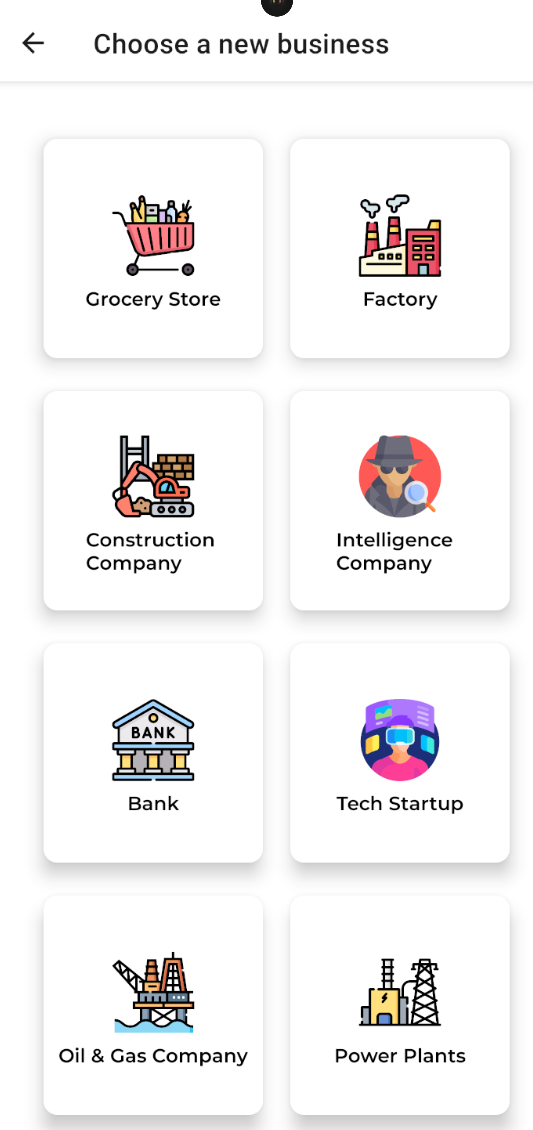 Choose a new business
Grocery Store
Factory
Construction
Company
Intelligence
Company
BANK
Bank
Tech Startup
Oil & Gas Company
Power Plants